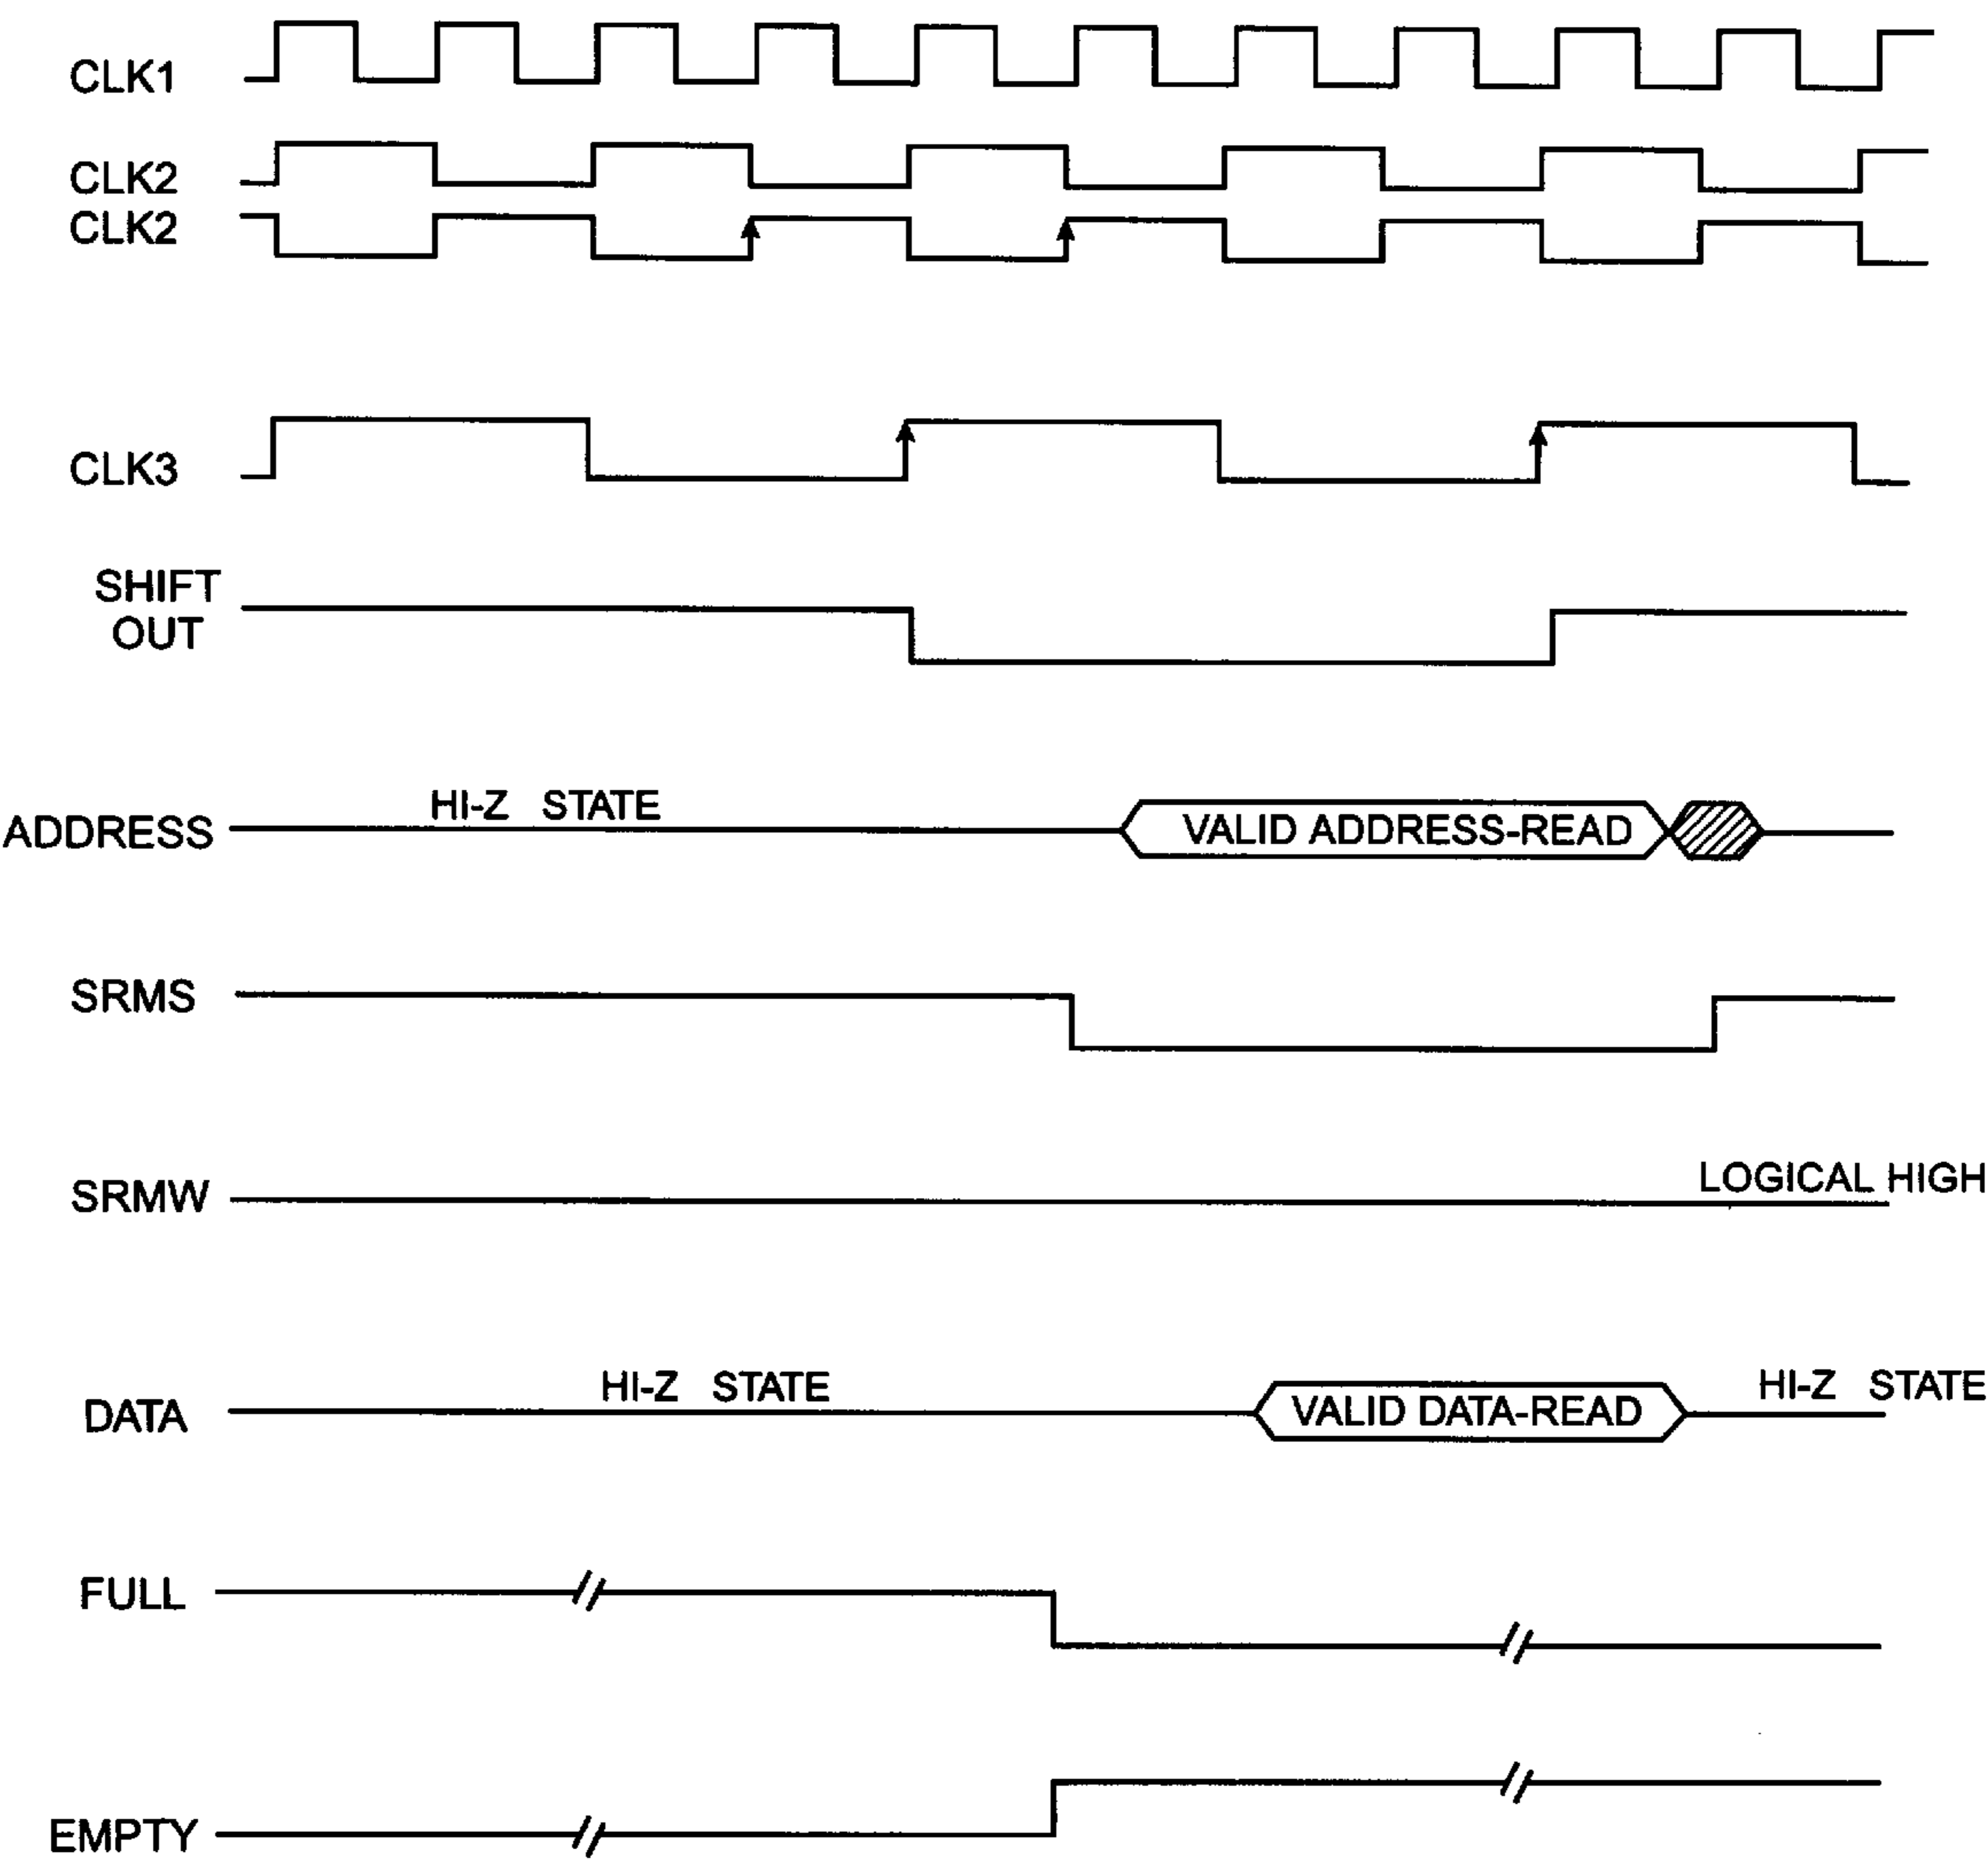 CLK1
CLK2
CLK2
CLK3
SHIFT
OUT
HI-Z STATE
ADDRESS
VALID ADDRESS-READ
SRMS
LOGICAL HIGH
SRMW
HI-Z STATE
HI-Z STATE
DATA
VALID DATA-READ
FULL
EMPTY